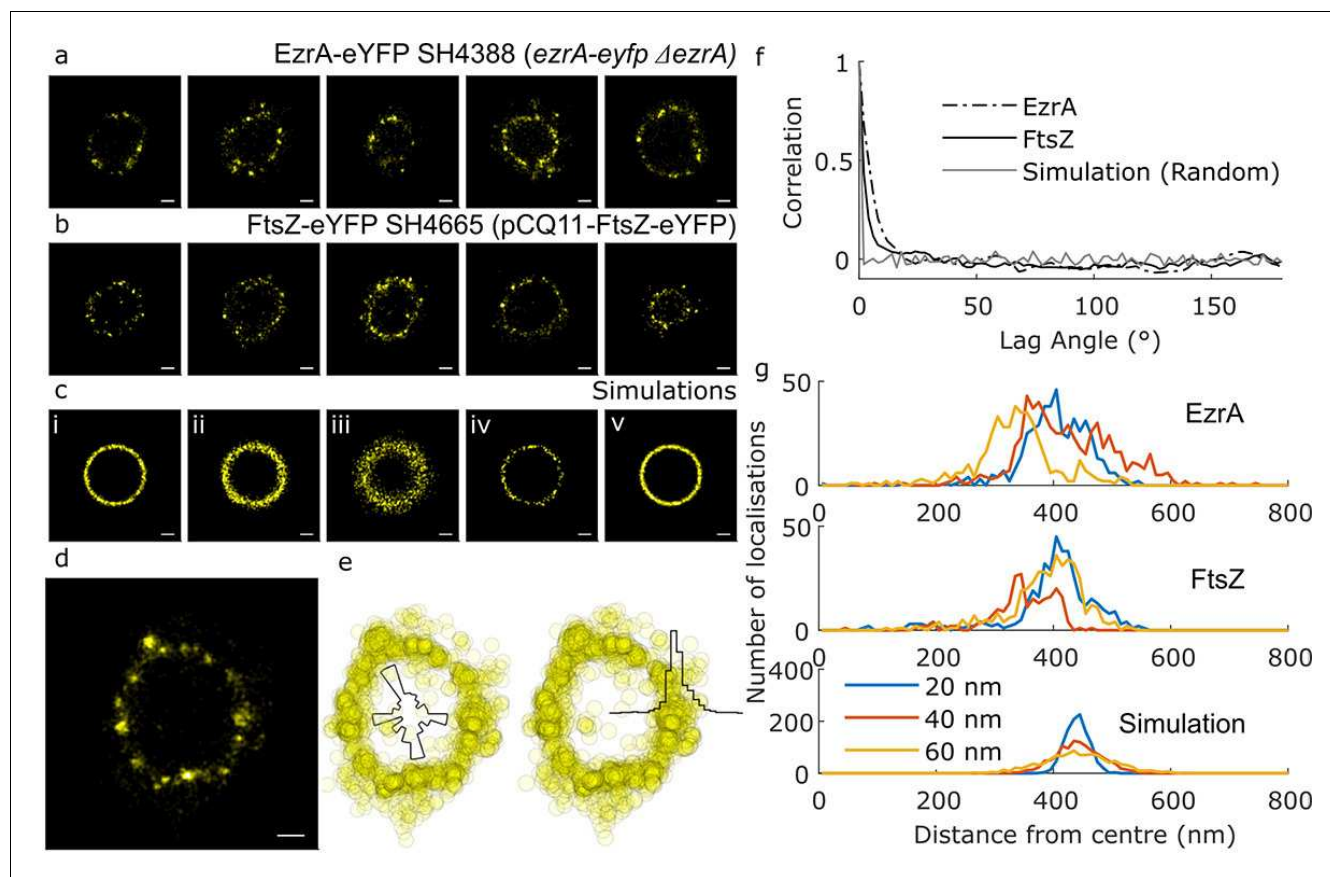 a
EzrA-eYFP SH4388 (ezrA-eyfp ΔezrA)
b
FtsZ-eYFP SH4665 (pCQ11-FtsZ-eYFP)
c
Simulations
i
ii
iii
iv
v
d
e
f
1
0.5
0
Correlation
EzrA
FtsZ
Simulation (Random)
0
50
100
150
Lag Angle (°)
g
50
0
EzrA
0
200
400
600
800
50
0
FtsZ
0
200
400
600
800
Number of localisations
400
200
0
20 nm
40 nm
60 nm
Simulation
0
200
400
600
800
Distance from centre (nm)